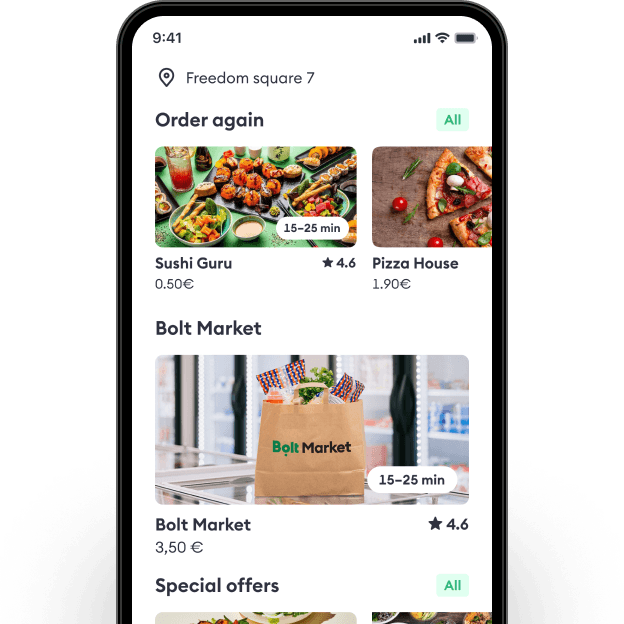 9:41
Freedom square 7
Order again
All
15–25 min
Sushi Guru
★ 4.6
0.50€
Pizza House
1.90€
Bolt Market
Bolt Market
15–25 min
Bolt Market
★ 4.6
3,50 €
Special offers
All